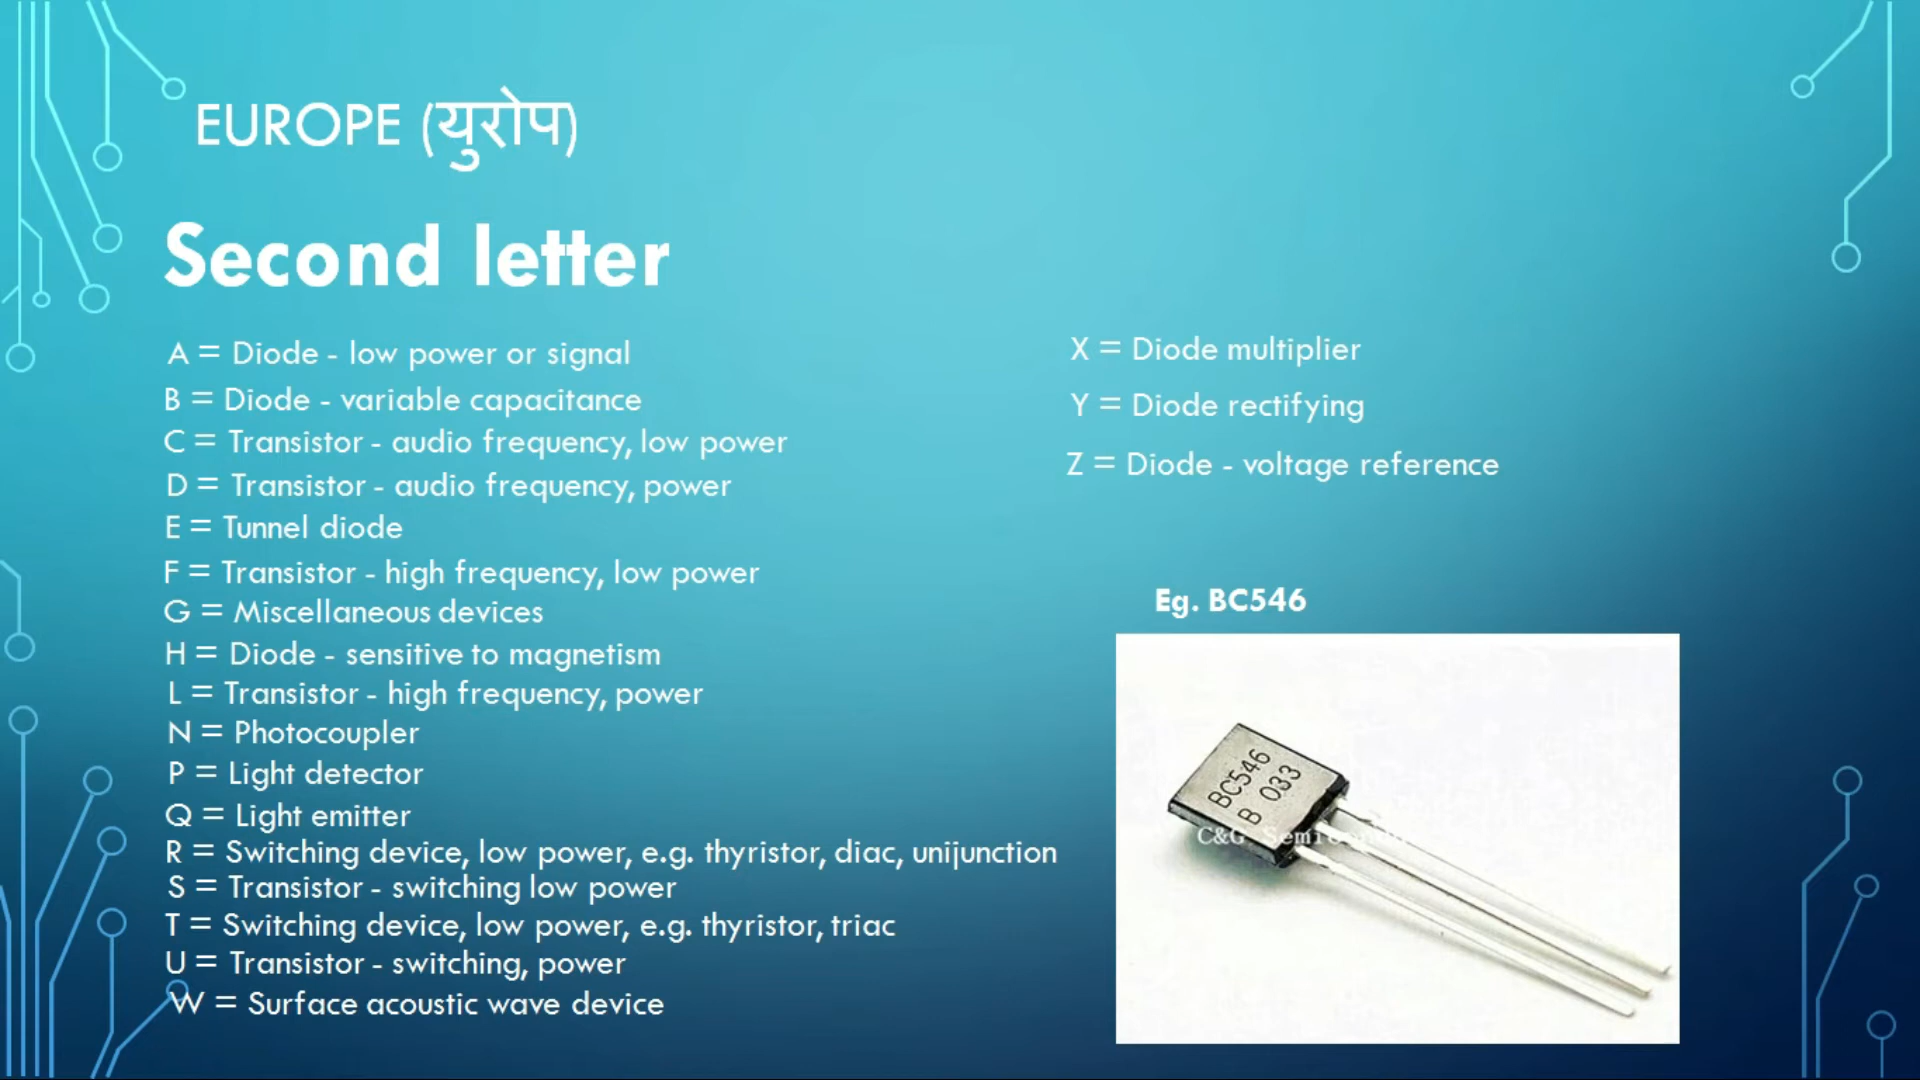 EUROPE (युरोप)
Second letter
A = Diode - low power or signal
B = Diode - variable capacitance
C = Transistor - audio frequency, low power
D = Transistor - audio frequency, power
E = Tunnel diode
F = Transistor - high frequency, low power
G = Miscellaneous devices
H = Diode - sensitive to magnetism
L = Transistor - high frequency, power
N = Photocoupler
P = Light detector
Q = Light emitter
R = Switching device, low power, e.g. thyristor, diac, unijunction
S = Transistor - switching low power
T = Switching device, low power, e.g. thyristor, triac
U = Transistor - switching, power
W = Surface acoustic wave device
X = Diode multiplier
Y = Diode rectifying
Z = Diode - voltage reference
Eg. BC546
BC546
B 033
C&G